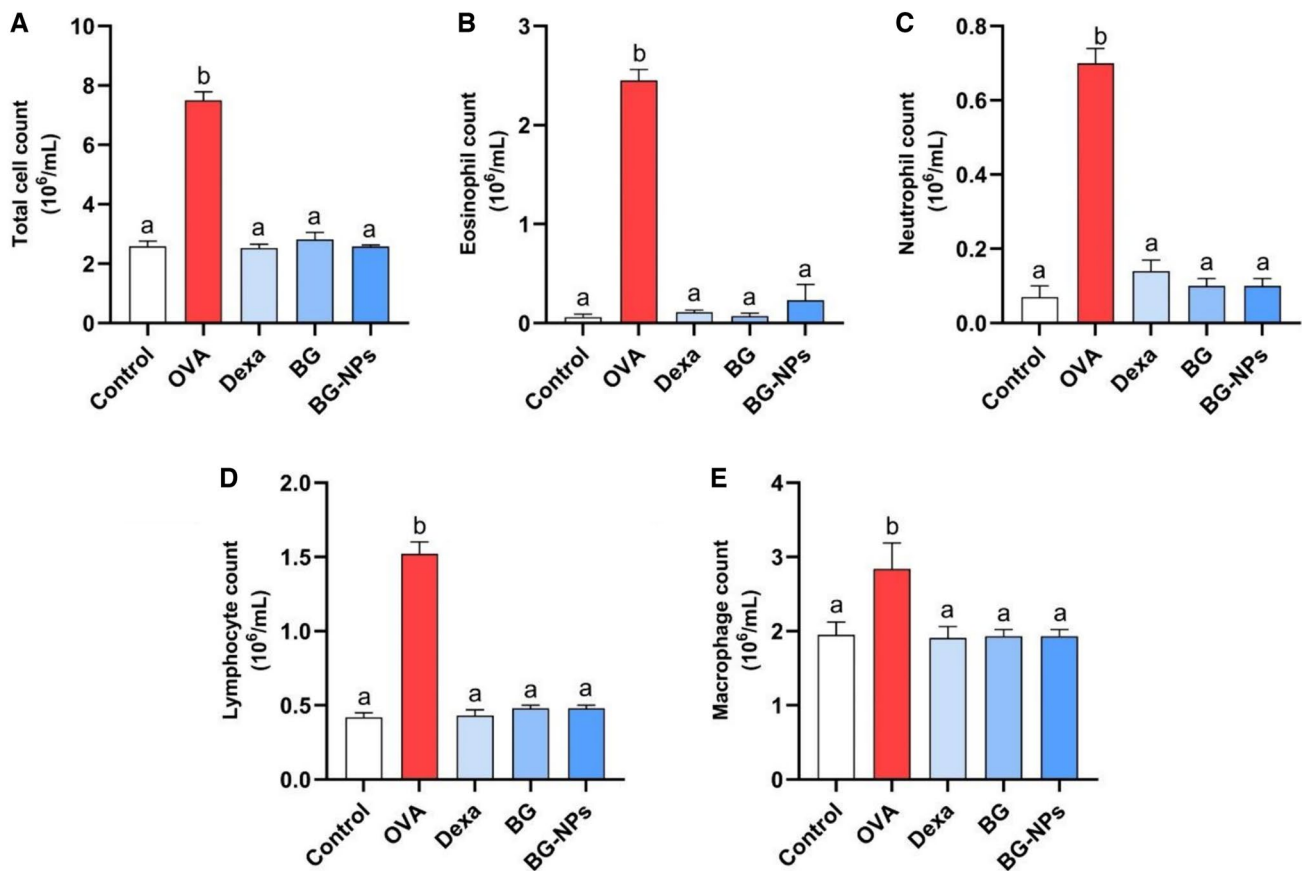 A
Total cell count
(10⁶/mL)
10
8
6
4
2
0
a
b
a
a
a
Control
OVA
Dexa
BG
BG-NPs
B
Eosinophil count
(10⁶/mL)
3
2
1
0
a
b
a
a
a
Control
OVA
Dexa
BG
BG-NPs
C
Neutrophil count
(10⁶/mL)
0.8
0.6
0.4
0.2
0.0
a
b
a
a
a
Control
OVA
Dexa
BG
BG-NPs
D
Lymphocyte count
(10⁶/mL)
2.0
1.5
1.0
0.5
0.0
a
b
a
a
a
Control
OVA
Dexa
BG
BG-NPs
E
Macrophage count
(10⁶/mL)
4
3
2
1
0
a
b
a
a
a
Control
OVA
Dexa
BG
BG-NPs